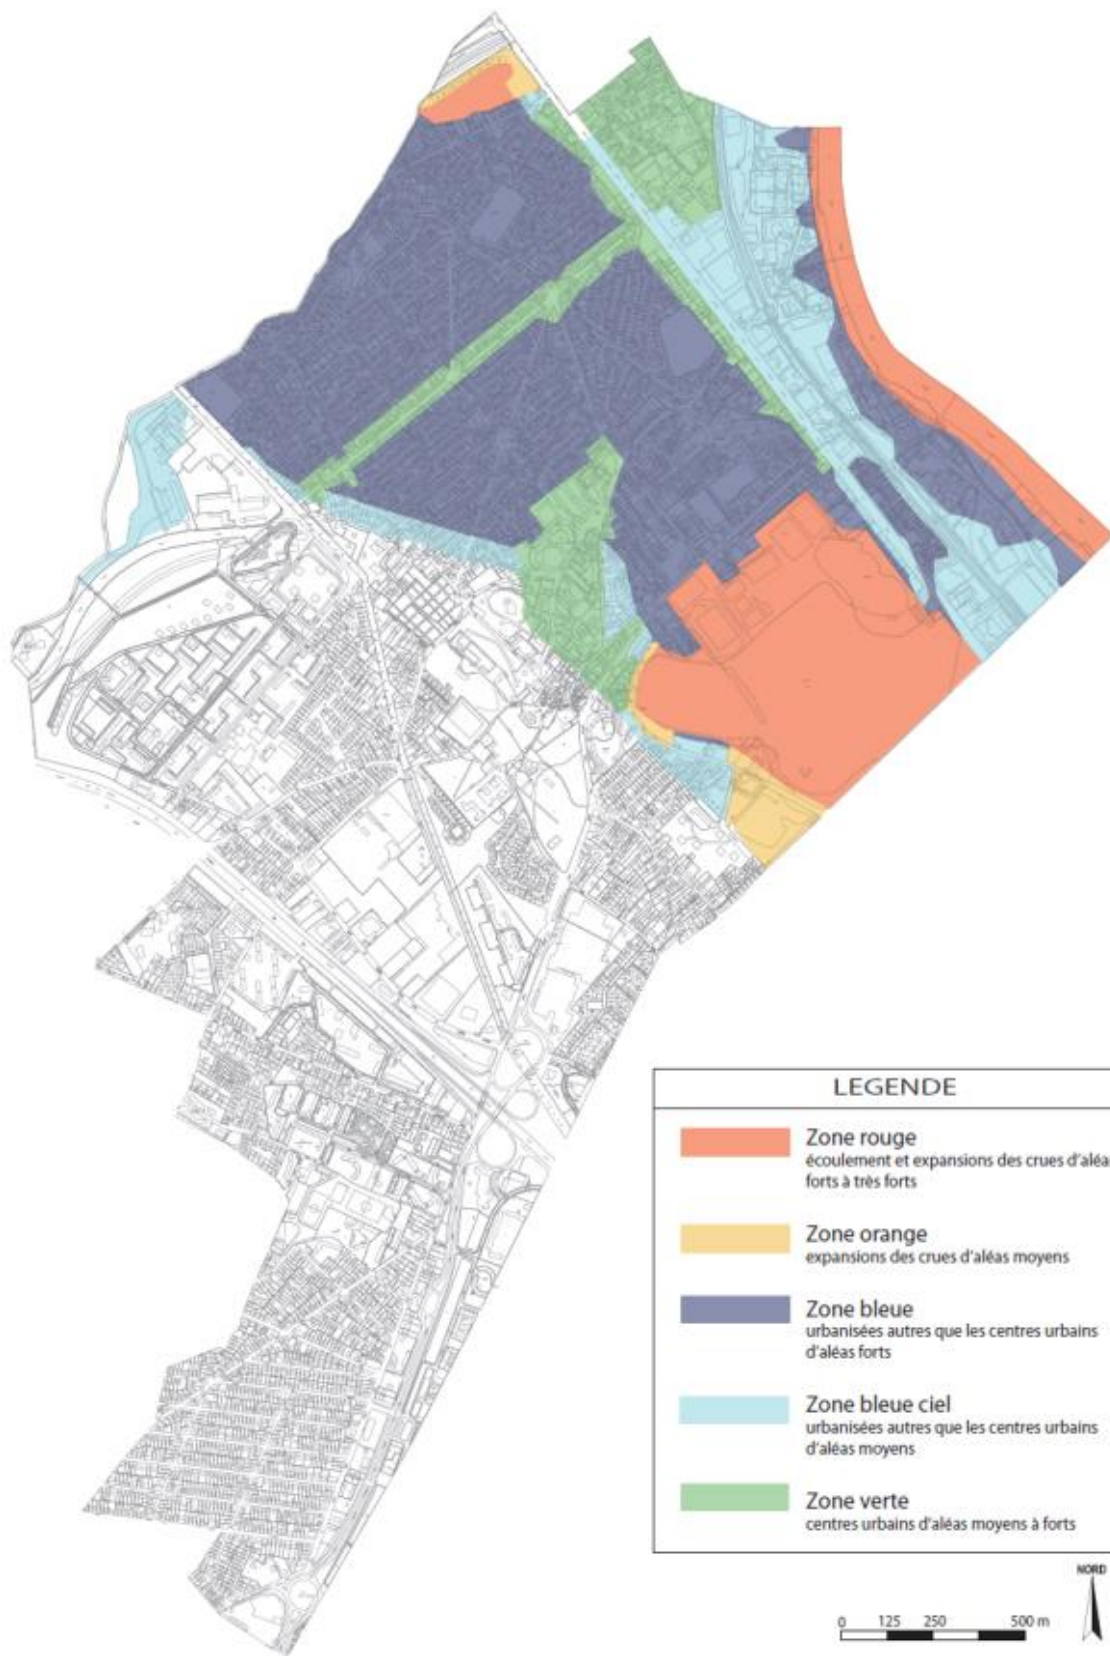 LEGENDE
Zone rouge
écoulement et expansions des crues d'aléas
forts à très forts
Zone orange
expansions des crues d'aléas moyens
Zone bleue
urbanisées autres que les centres urbains
d'aléas forts
Zone bleue ciel
urbanisées autres que les centres urbains
d'aléas moyens
Zone verte
centres urbains d'aléas moyens à forts
NORD
0 125 250 500 m